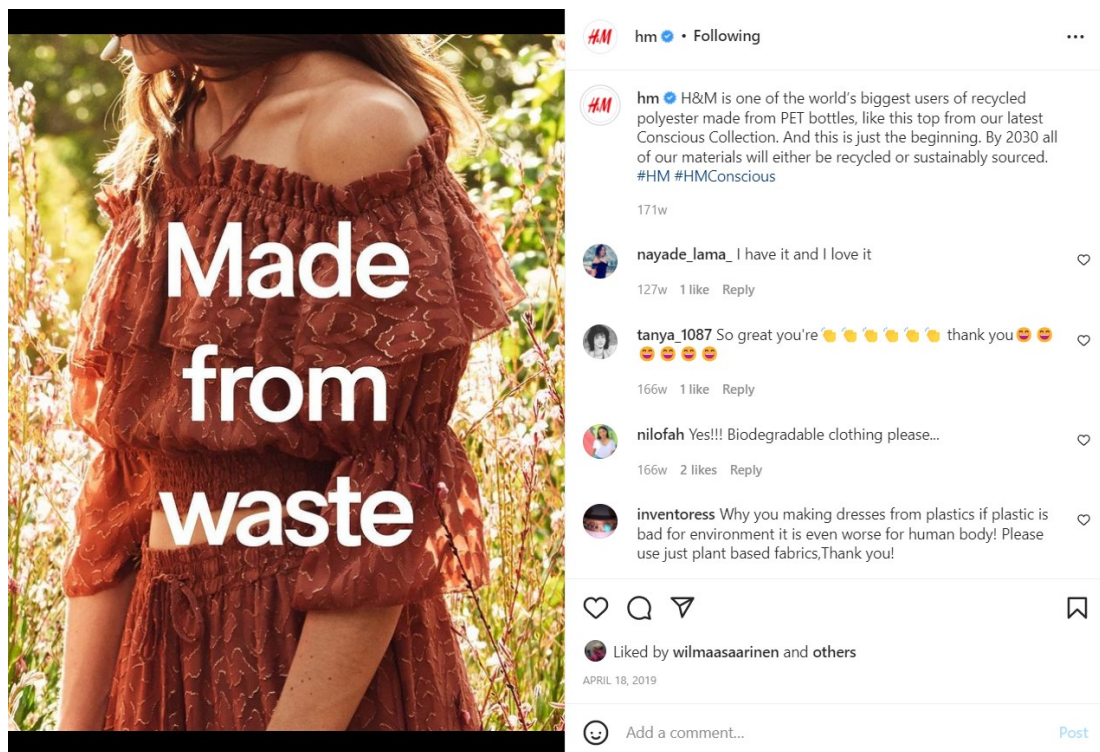 Made
from
waste
H&M
hm • Following
H&M
hm H&M is one of the world's biggest users of recycled
polyester made from PET bottles, like this top from our latest
Conscious Collection. And this is just the beginning. By 2030 all
of our materials will either be recycled or sustainably sourced.
#HM #HMConscious
171w
nayade_lama_ I have it and I love it
127w 1 like Reply
tanya_1087 So great you're👏👏👏👏👏👏 thank you😄😄
😄😄😄😄
166w 1 like Reply
nilofah Yes!!! Biodegradable clothing please...
166w 2 likes Reply
inventoress Why you making dresses from plastics if plastic is
bad for environment it is even worse for human body! Please
use just plant based fabrics,Thank you!
Liked by wilmaasaarinen and others
APRIL 18, 2019
Add a comment...
Post